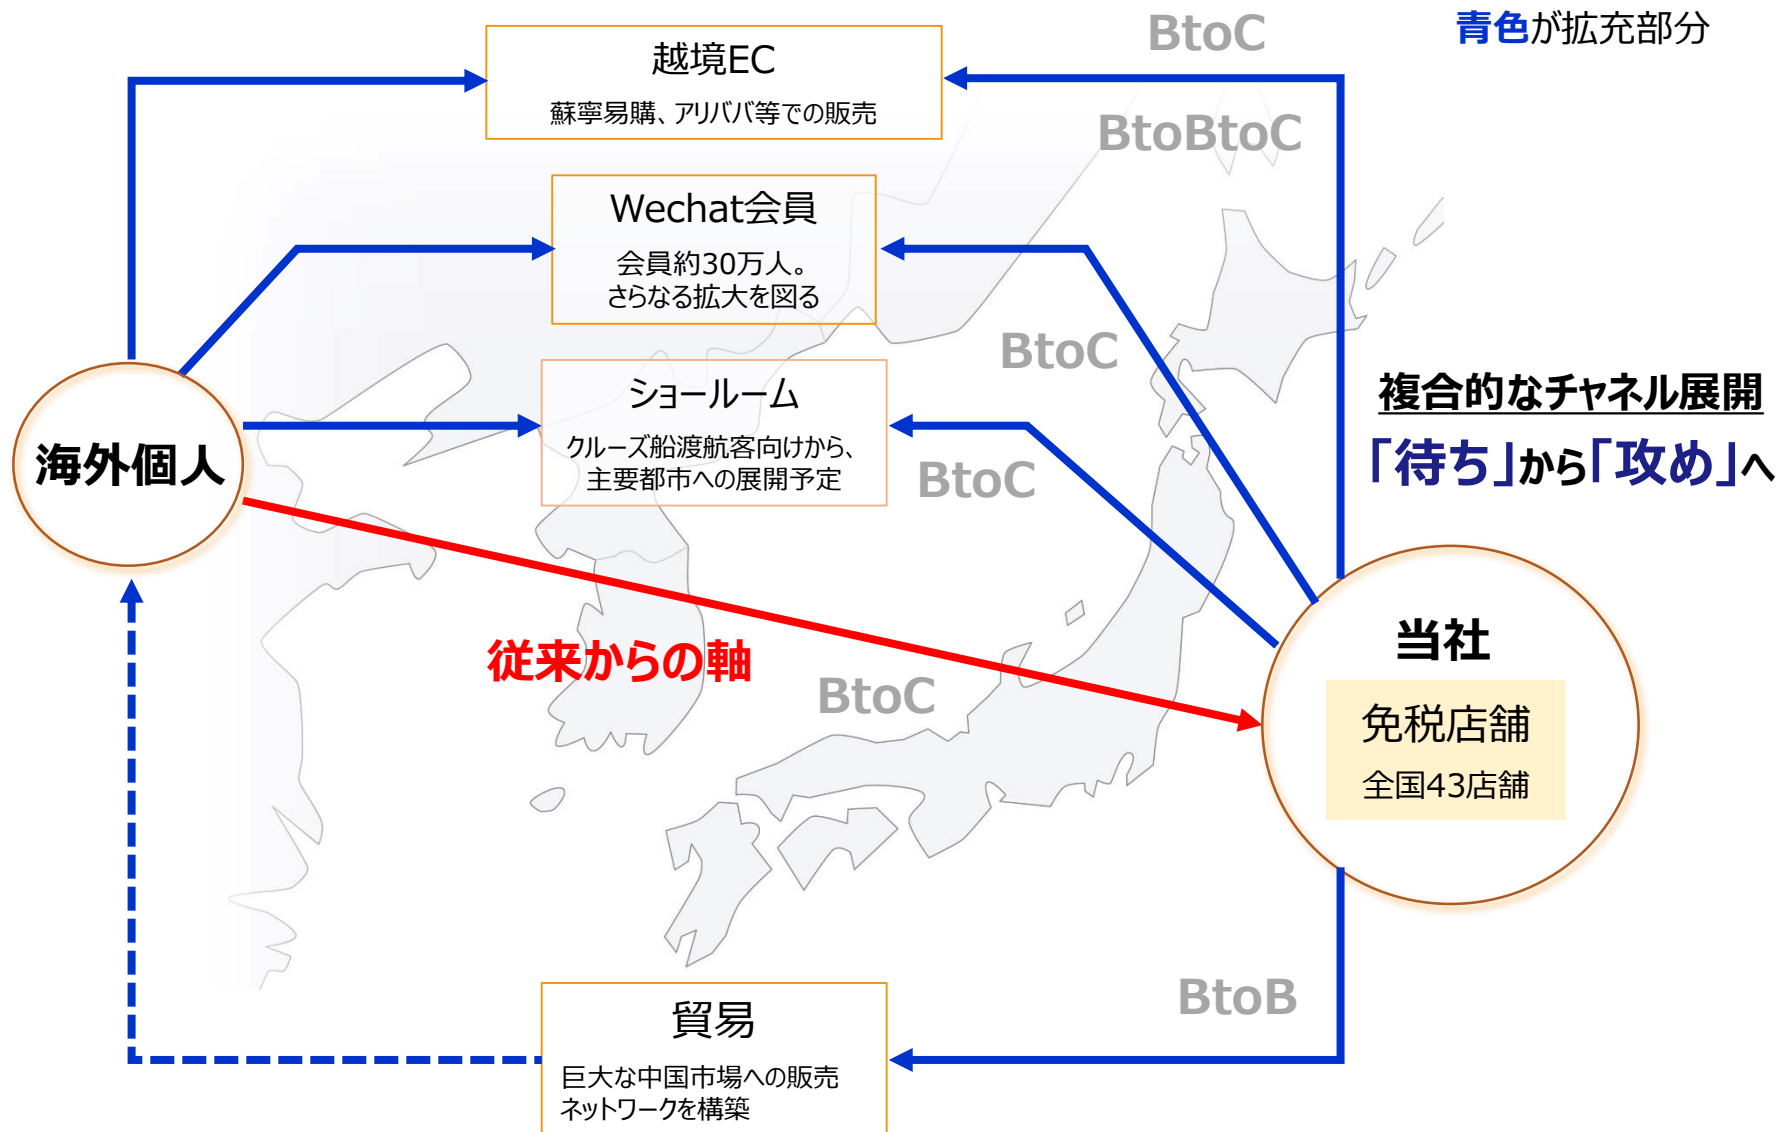 青色が拡充部分
BtoC
越境EC
蘇寧易購、アリババ等での販売
BtoBtoC
Wechat会員
会員約30万人。
さらなる拡大を図る
BtoC
ショールーム
クルーズ船渡航客向けから、
主要都市への展開予定
BtoC
複合的なチャネル展開
「待ち」から「攻め」へ
海外個人
従来からの軸
BtoC
当社
免税店舗
全国43店舗
BtoB
貿易
巨大な中国市場への販売
ネットワークを構築